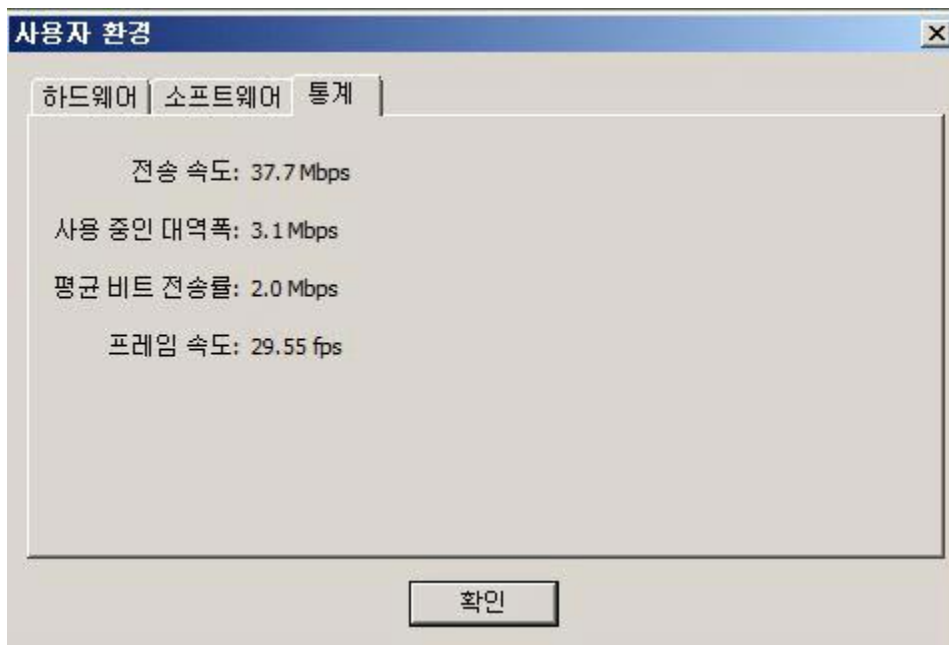 사용자 환경
하드웨어 소프트웨어 통계
전송 속도: 37.7 Mbps
사용 중인 대역폭: 3.1 Mbps
평균 비트 전송률: 2.0 Mbps
프레임 속도: 29.55 fps
확인